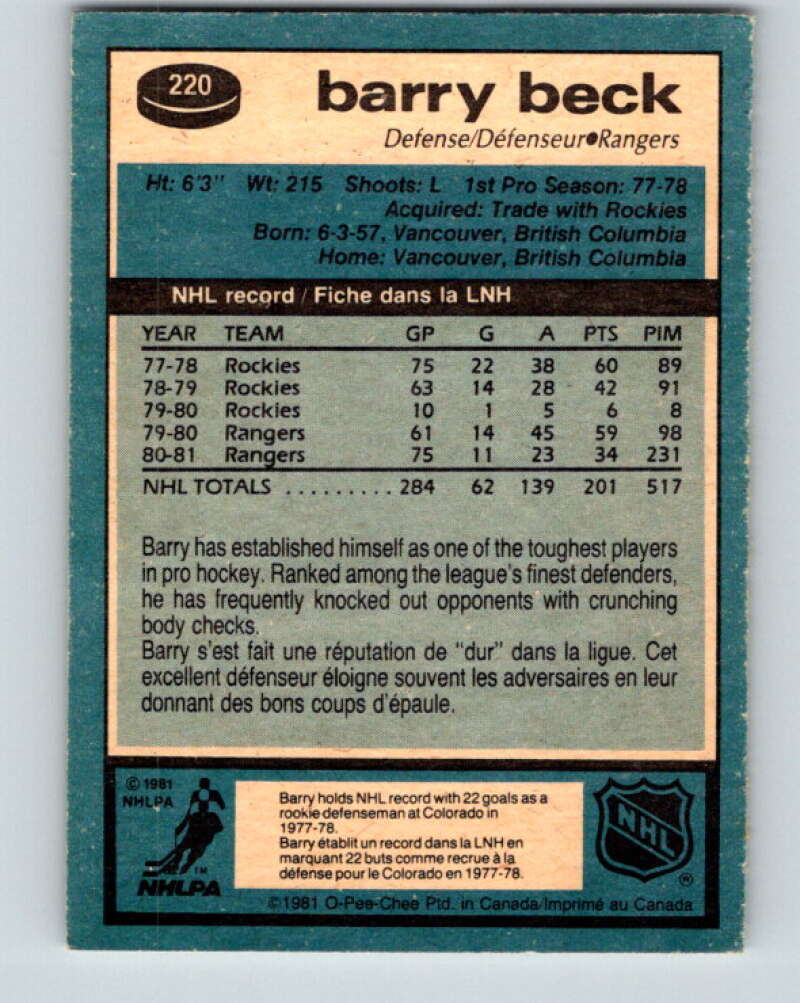 220
barry beck
Defense/Défenseur●Rangers
Ht: 6'3" Wt: 215 Shoots: L 1st Pro Season: 77-78
Acquired: Trade with Rockies
Born: 6-3-57, Vancouver, British Columbia
Home: Vancouver, British Columbia
NHL record / Fiche dans la LNH
YEAR TEAM GP G A PTS PIM
77-78 Rockies 75 22 38 60 89
78-79 Rockies 63 14 28 42 91
79-80 Rockies 10 1 5 6 8
79-80 Rangers 61 14 45 59 98
80-81 Rangers 75 11 23 34 231
NHL TOTALS .......... 284 62 139 201 517
Barry has established himself as one of the toughest players
in pro hockey. Ranked among the league's finest defenders,
he has frequently knocked out opponents with crunching
body checks.
Barry s'est fait une réputation de "dur" dans la ligue. Cet
excellent défenseur éloigne souvent les adversaires en leur
donnant des bons coups d'épaule.
© 1981
NHLPA
TM
NHLPA
Barry holds NHL record with 22 goals as a
rookie defenseman at Colorado in
1977-78.
Barry établit un record dans la LNH en
marquant 22 buts comme recrue à la
défense pour le Colorado en 1977-78.
NHL
®
© 1981 O-Pee-Chee Ptd. in Canada/Imprimé au Canada